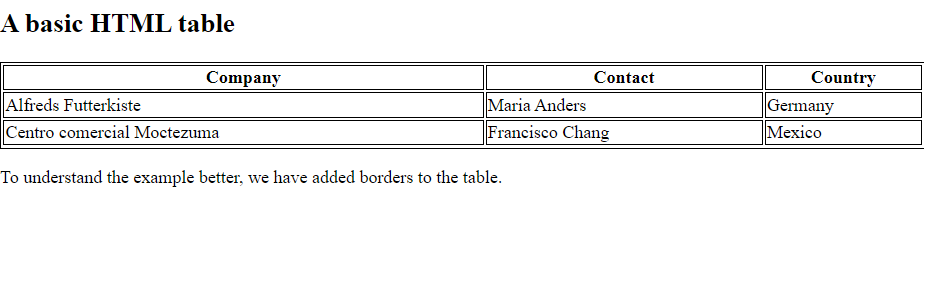 A basic HTML table
Company Contact Country
Alfreds Futterkiste Maria Anders Germany
Centro comercial Moctezuma Francisco Chang Mexico
To understand the example better, we have added borders to the table.